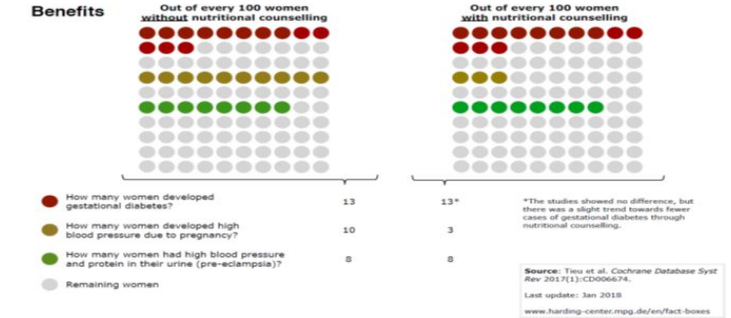 Benefits
Out of every 100 women
without nutritional counselling
Out of every 100 women
with nutritional counselling
How many women developed
gestational diabetes?
13
13*
How many women developed high
blood pressure due to pregnancy?
10
3
How many women had high blood pressure
and protein in their urine (pre-eclampsia)?
8
8
Remaining women
*The studies showed no difference, but
there was a slight trend towards fewer
cases of gestational diabetes through
nutritional counselling.
Source: Tieu et al. Cochrane Database Syst
Rev 2017(1):CD006674.
Last update: Jan 2018
www.harding-center.mpg.de/en/fact-boxes